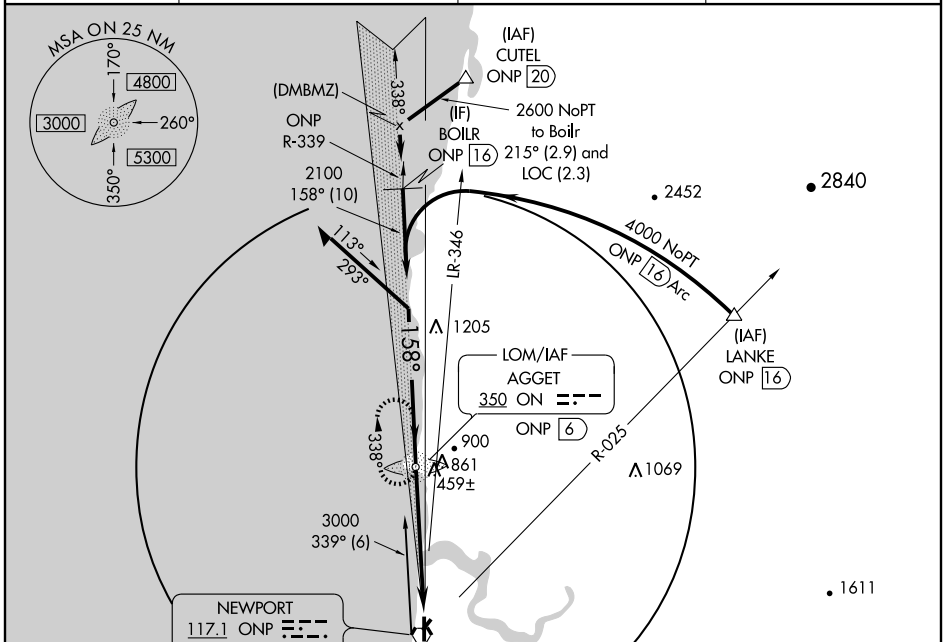 MSA ON 25 NM
170°
4800
3000
260°
5300
350°
(IAF)
CUTEL
ONP 20
338°
(DMBMZ)
ONP
R-339
(IF)
BOILR
ONP 16
2600 NoPT
to Boilr
215° (2.9) and
LOC (2.3)
2100
158° (10)
2452
2840
4000 NoPT
ONP 16 Arc
113°
293°
LR-346
158°
1205
(IAF)
LANKE
ONP 16
LOM/IAF
AGGET
350 ON
ONP 6
R-025
338°
900
861
459±
1069
3000
339° (6)
1611
NEWPORT
117.1 ONP